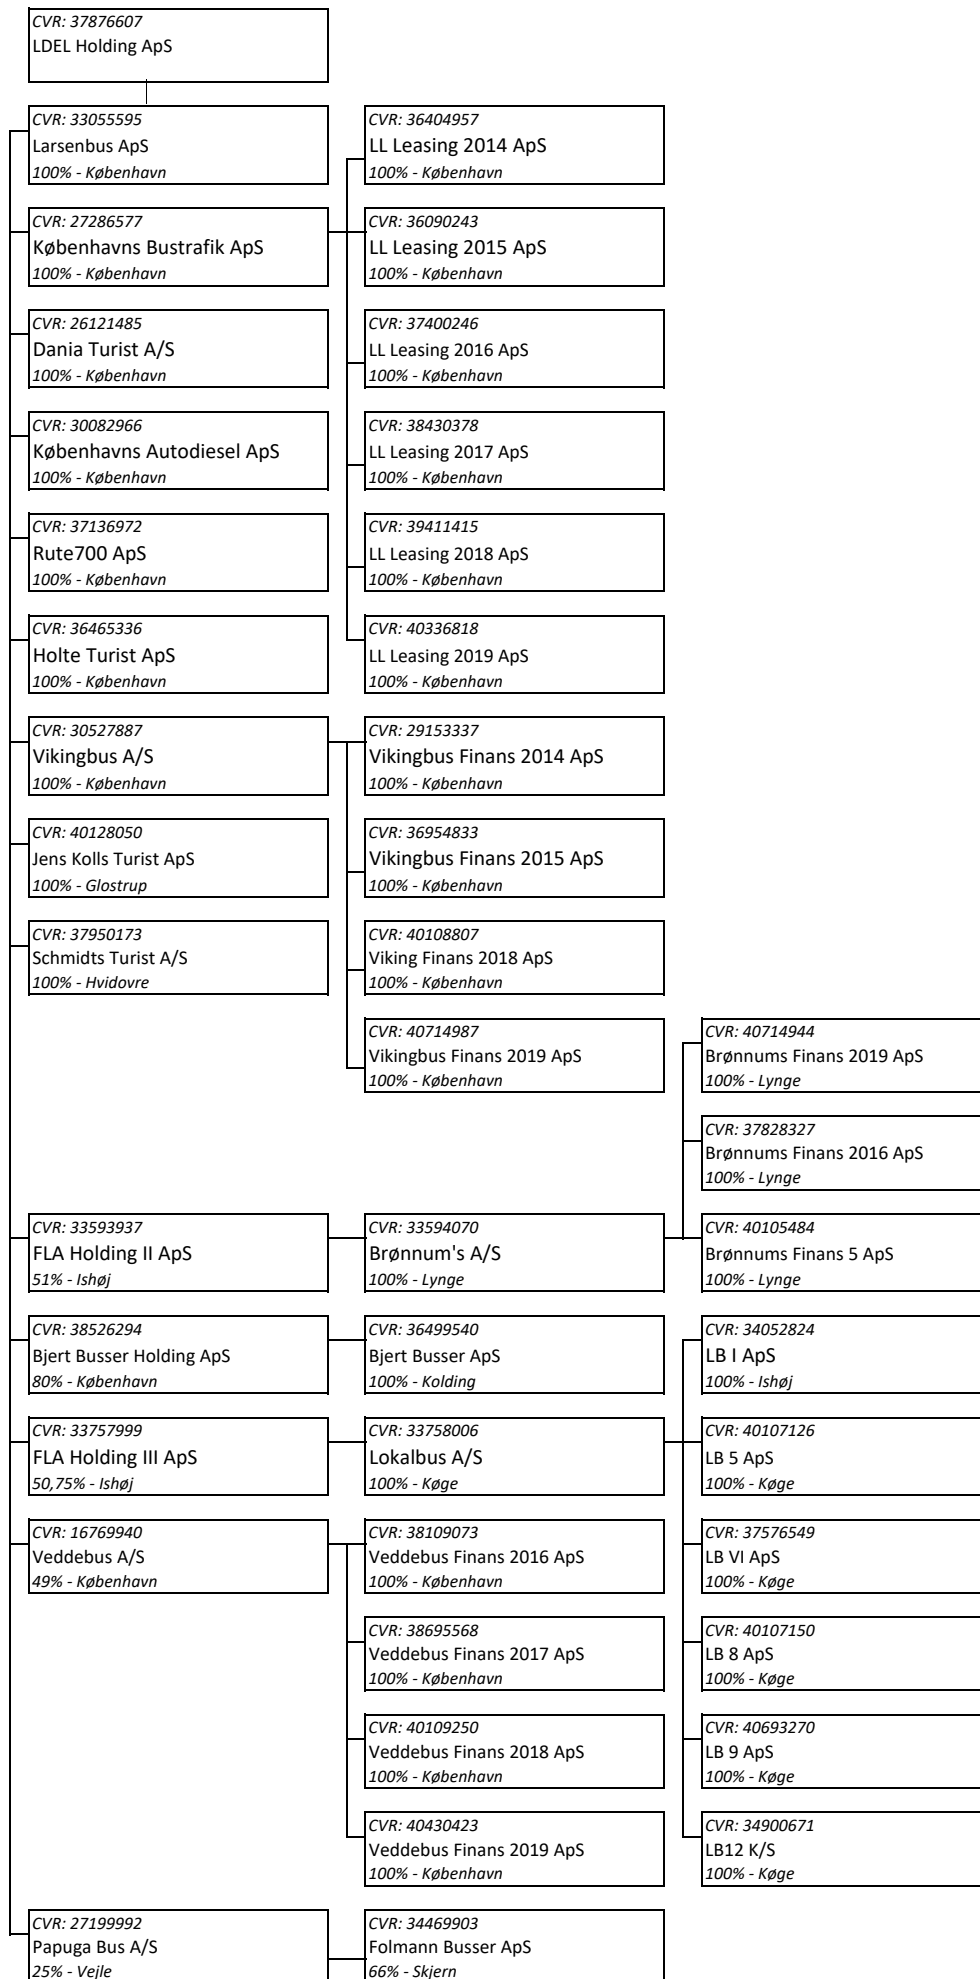 CVR: 37876607
LDEL Holding ApS
CVR: 33055595
Larsenbus ApS
100% - København
CVR: 36404957
LL Leasing 2014 ApS
100% - København
CVR: 27286577
Københavns Bustrafik ApS
100% - København
CVR: 36090243
LL Leasing 2015 ApS
100% - København
CVR: 26121485
Dania Turist A/S
100% - København
CVR: 37400246
LL Leasing 2016 ApS
100% - København
CVR: 30082966
Københavns Autodiesel ApS
100% - København
CVR: 38430378
LL Leasing 2017 ApS
100% - København
CVR: 37136972
Rute700 ApS
100% - København
CVR: 39411415
LL Leasing 2018 ApS
100% - København
CVR: 36465336
Holte Turist ApS
100% - København
CVR: 40336818
LL Leasing 2019 ApS
100% - København
CVR: 30527887
Vikingbus A/S
100% - København
CVR: 29153337
Vikingbus Finans 2014 ApS
100% - København
CVR: 40128050
Jens Kolls Turist ApS
100% - Glostrup
CVR: 36954833
Vikingbus Finans 2015 ApS
100% - København
CVR: 37950173
Schmidts Turist A/S
100% - Hvidovre
CVR: 40108807
Viking Finans 2018 ApS
100% - København
CVR: 40714987
Vikingbus Finans 2019 ApS
100% - København
CVR: 40714944
Brønnums Finans 2019 ApS
100% - Lynge
CVR: 37828327
Brønnums Finans 2016 ApS
100% - Lynge
CVR: 33593937
FLA Holding II ApS
51% - Ishøj
CVR: 33594070
Brønnum's A/S
100% - Lynge
CVR: 40105484
Brønnums Finans 5 ApS
100% - Lynge
CVR: 38526294
Bjert Busser Holding ApS
80% - København
CVR: 36499540
Bjert Busser ApS
100% - Kolding
CVR: 34052824
LB I ApS
100% - Ishøj
CVR: 33757999
FLA Holding III ApS
50,75% - Ishøj
CVR: 33758006
Lokalbus A/S
100% - Køge
CVR: 40107126
LB 5 ApS
100% - Køge
CVR: 16769940
Veddebus A/S
49% - København
CVR: 38109073
Veddebus Finans 2016 ApS
100% - København
CVR: 37576549
LB VI ApS
100% - Køge
CVR: 38695568
Veddebus Finans 2017 ApS
100% - København
CVR: 40107150
LB 8 ApS
100% - Køge
CVR: 40109250
Veddebus Finans 2018 ApS
100% - København
CVR: 40693270
LB 9 ApS
100% - Køge
CVR: 40430423
Veddebus Finans 2019 ApS
100% - København
CVR: 34900671
LB12 K/S
100% - Køge
CVR: 27199992
Papuga Bus A/S
25% - Vejle
CVR: 34469903
Folmann Busser ApS
66% - Skjern